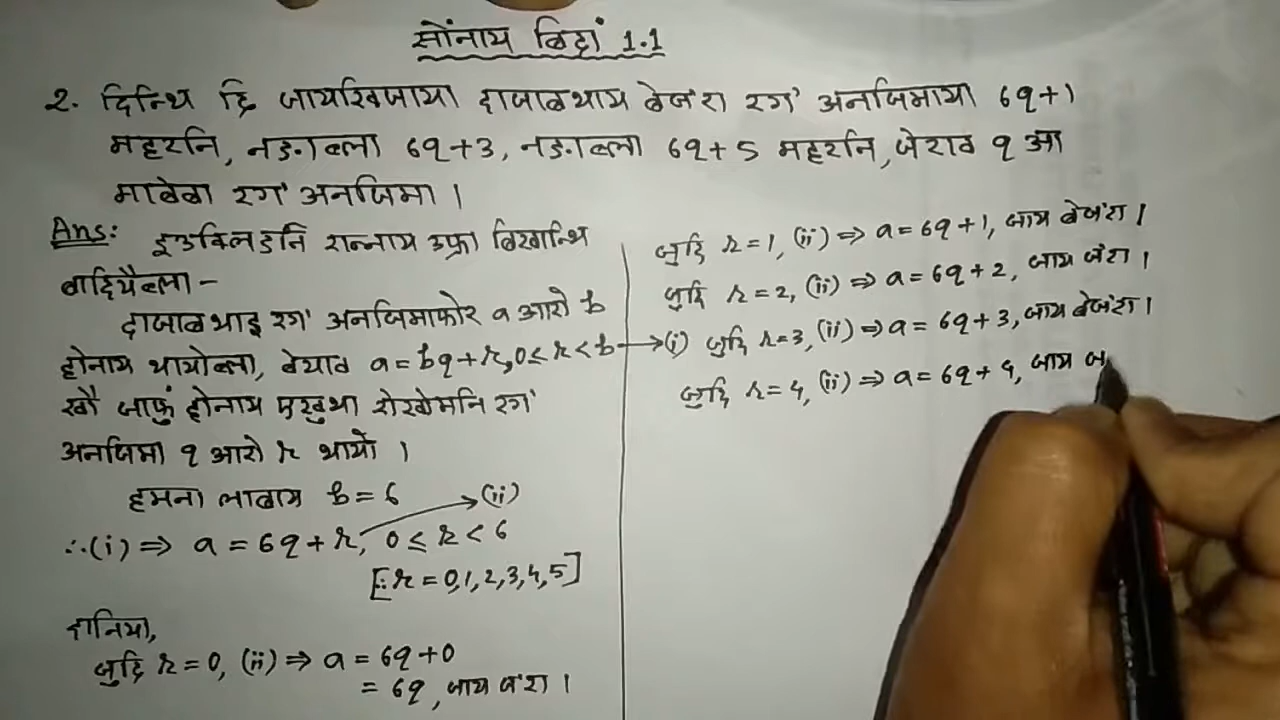 सोंनाय बिदां 1.1
2. दिन्थि दि जायखिजाया दाजाबथाय बेज'रा रग' अनजिमाया 6q+1
महरनि, नङाब्ला 6q+3, नङाब्ला 6q+5 महरनि, जेराव q आ
माबेबा रग' अनजिमा ।
Ans: इउक्लिडनि रान्नाय उफ्रा बिखान्थि
बादियैब्ला –
दाजाबथाइ रग' अनजिमाफोर a आरो b
होनाय थायोब्ला, बेयाव a = bq + r, 0 ≤ r < b → (i)
खौ जाफुं होनाय मुखुथा रोखोमनि रग'
अनजिमा q आरो r थायो ।
हमना लाबाय b = 6
∴ (i) ⇒ a = 6q + r, 0 ≤ r < 6 → (ii)
[∵ r = 0,1,2,3,4,5]
दानिया,
जुदि r = 0, (ii) ⇒ a = 6q + 0
= 6q, जाय ज'रा ।
जुदि r = 1, (ii) ⇒ a = 6q + 1, जाय बेज'रा ।
जुदि r = 2, (ii) ⇒ a = 6q + 2, जाय ज'रा ।
जुदि r = 3, (ii) ⇒ a = 6q + 3, जाय बेज'रा ।
जुदि r = 4, (ii) ⇒ a = 6q + 4, जाय ज